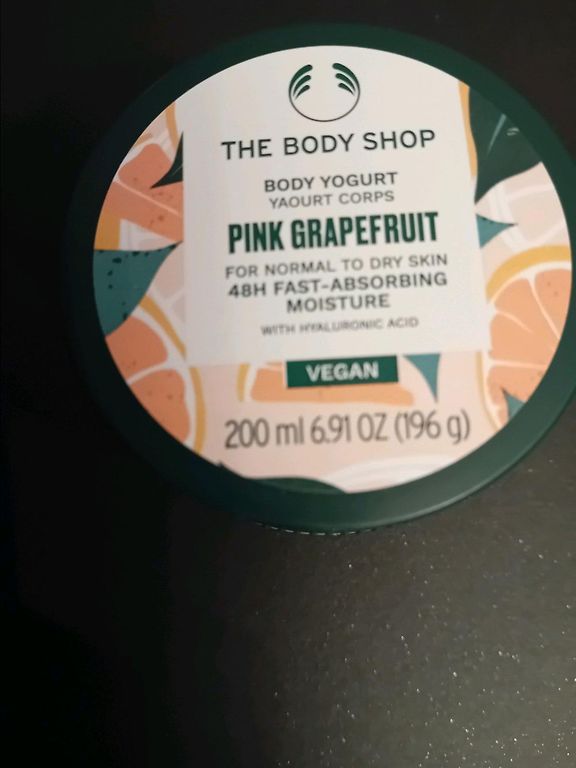 THE BODY SHOP
BODY YOGURT
YAOURT CORPS
PINK GRAPEFRUIT
FOR NORMAL TO DRY SKIN
48H FAST-ABSORBING
MOISTURE
WITH HYALURONIC ACID
VEGAN
200 ml 6.91 OZ (196 g)